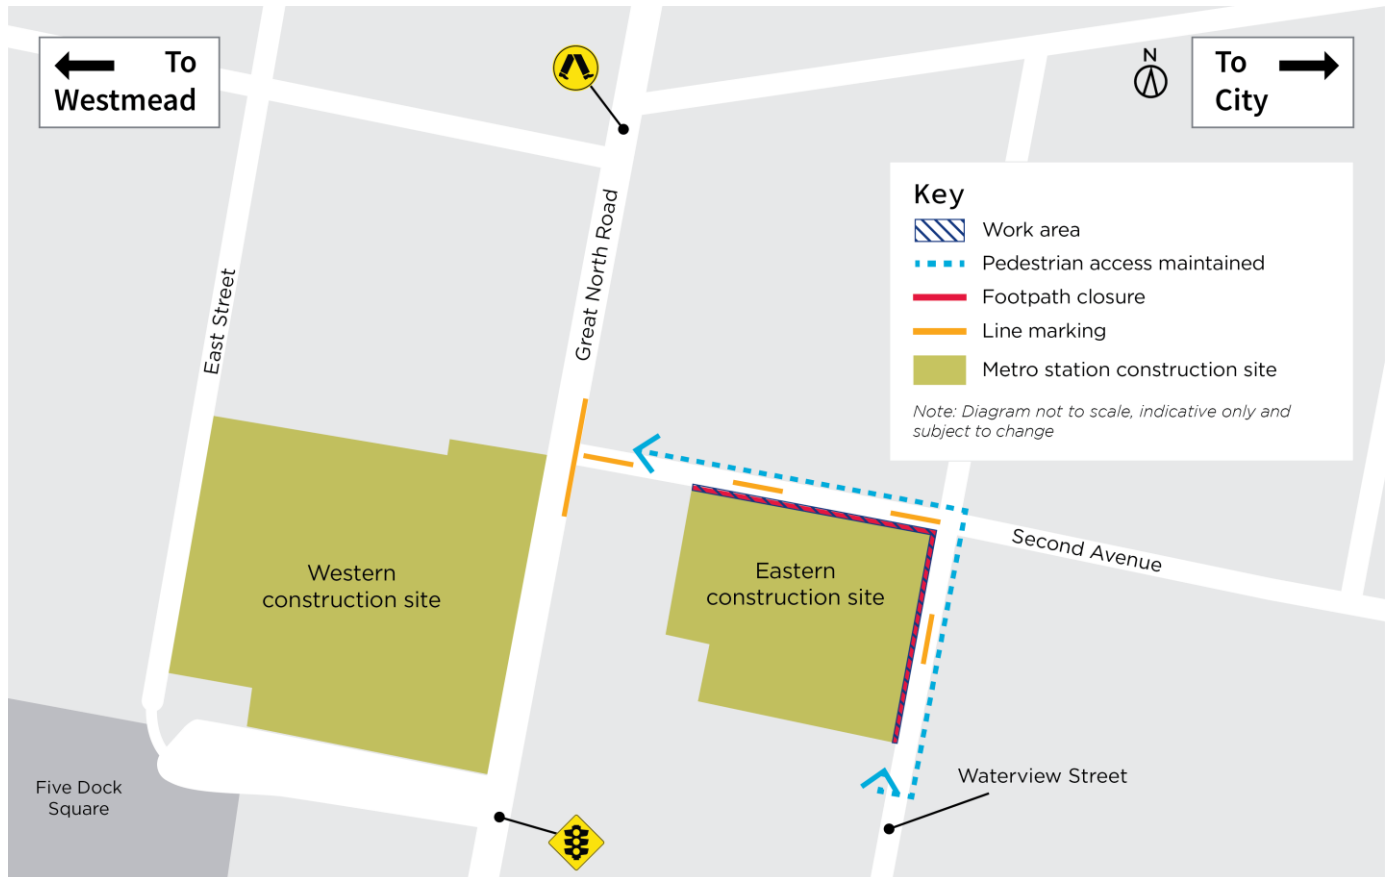 To
Westmead
N
To
City
Key
Work area
Pedestrian access maintained
Footpath closure
Line marking
Metro station construction site
Note: Diagram not to scale, indicative only and
subject to change
East Street
Great North Road
Second Avenue
Western
construction site
Eastern
construction site
Waterview Street
Five Dock
Square